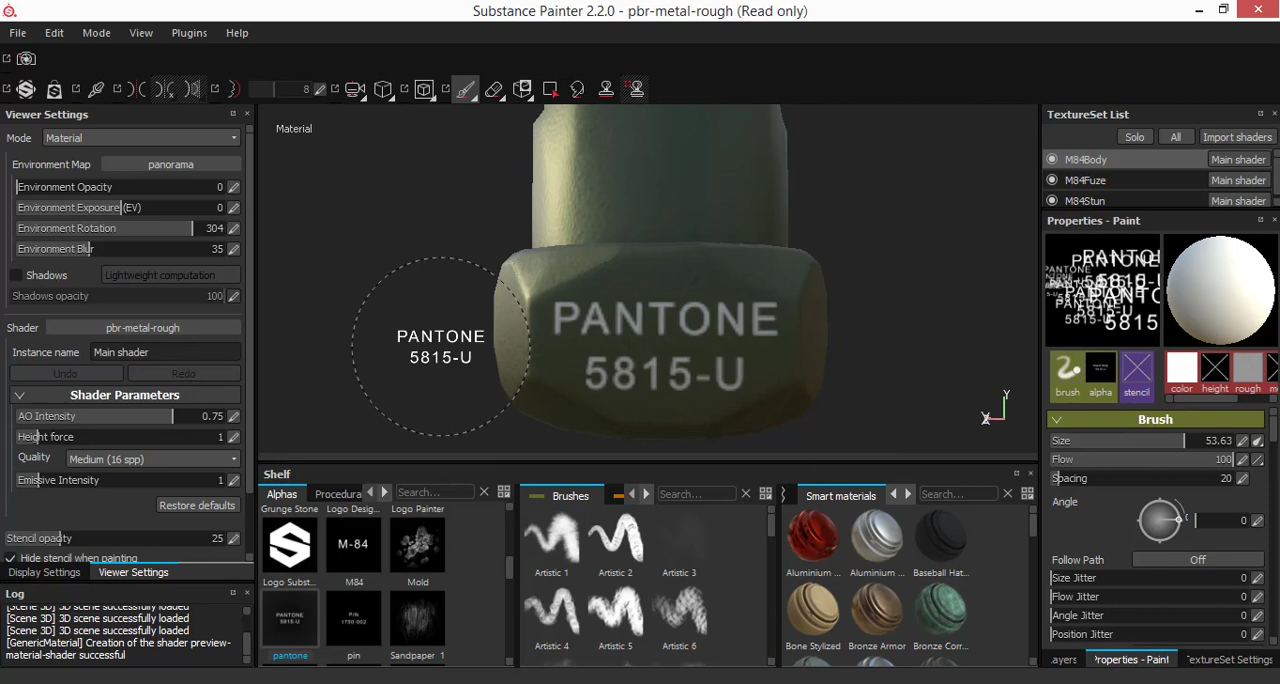 Substance Painter 2.2.0 - pbr-metal-rough (Read only)
File Edit Mode View Plugins Help
8
Viewer Settings
Mode Material
Environment Map panorama
Environment Opacity 0
Environment Exposure (EV) 0
Environment Rotation 304
Environment Blur 35
Shadows Lightweight computation
Shadows opacity 100
Shader pbr-metal-rough
Instance name Main shader
Undo Redo
Shader Parameters
AO Intensity 0.75
Height force 1
Quality Medium (16 spp)
Emissive Intensity 1
Restore defaults
Stencil opacity 25
Hide stencil when painting
Display Settings Viewer Settings
Log
[Scene 3D] 3D scene successfully loaded
[Scene 3D] 3D scene successfully loaded
[Scene 3D] 3D scene successfully loaded
[GenericMaterial] Creation of the shader preview-
material-shader successful
Material
PANTONE
5815-U
PANTONE
5815-U
Y
Shelf
Alphas Procedura Search...
Grunge Stone Logo Desig... Logo Painter
M-84
Logo Subst... M84 Mold
PANTONE
5815-U
P/N
1730-002
pantone pin Sandpaper 1
Brushes Search...
Artistic 1 Artistic 2 Artistic 3
Artistic 4 Artistic 5 Artistic 6
Smart materials Search...
Aluminium ... Aluminium ... Baseball Hat...
Bone Stylized Bronze Armor Bronze Corr...
TextureSet List
Solo All Import shaders
M84Body Main shader
M84Fuze Main shader
M84Stun Main shader
Properties - Paint
brush alpha stencil color height rough m
Brush
Size 53.63
Flow 100
Spacing 20
Angle 0
Follow Path Off
Size Jitter 0
Flow Jitter 0
Angle Jitter 0
Position Jitter 0
ayers Properties - Paint TextureSet Settings